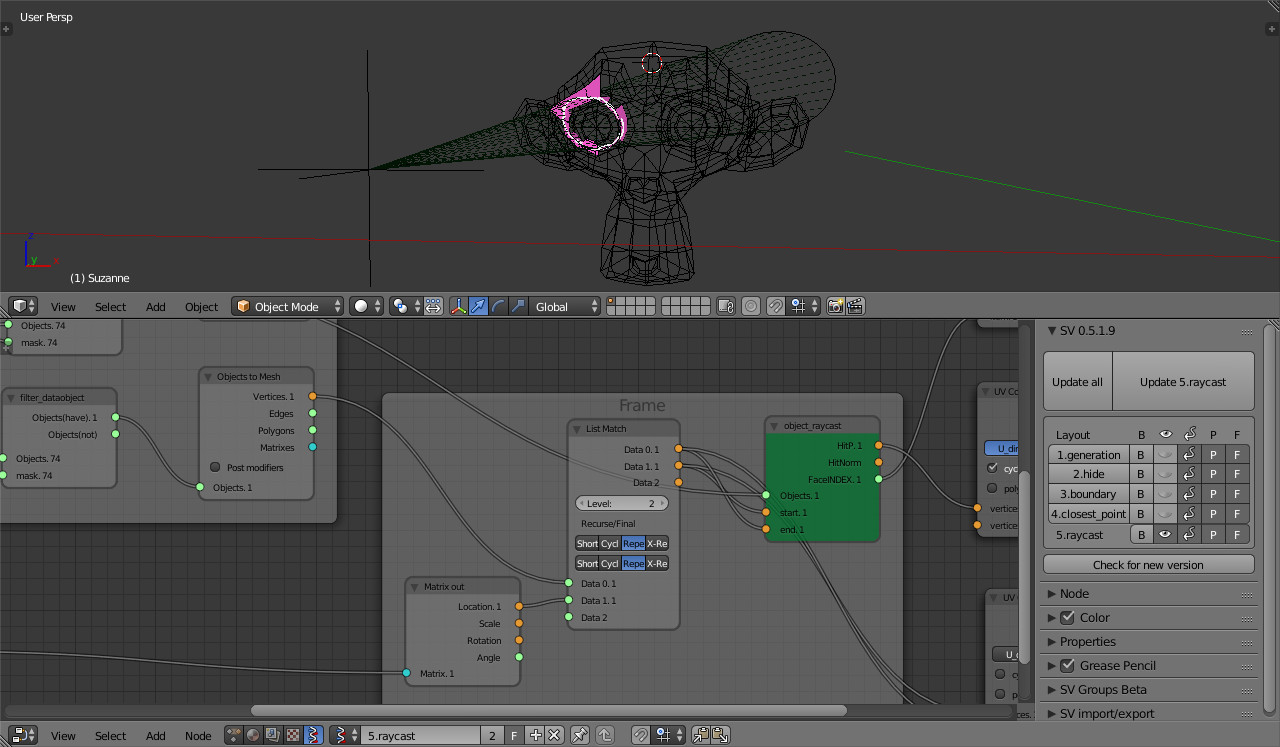 User Persp
z
y
x
(1) Suzanne
View Select Add Object Object Mode Global
Objects. 74
mask. 74
filter_dataobject
Objects(have). 1
Objects(not)
Objects. 74
mask. 74
Objects to Mesh
Vertices. 1
Edges
Polygons
Matrixes
Post modifiers
Objects. 1
Frame
List Match
Data 0. 1
Data 1. 1
Data 2
Level: 2
Recurse/Final
Short Cycl Repe X-Re
Short Cycl Repe X-Re
Data 0. 1
Data 1. 1
Data 2
Matrix out
Location. 1
Scale
Rotation
Angle
Matrix. 1
object_raycast
HitP. 1
HitNorm
FaceINDEX. 1
Objects. 1
start. 1
end. 1
UV Co
U_di
cyc
poly
vertice
vertice
UV
U_
cy
p
SV 0.5.1.9
Update all Update 5.raycast
Layout B P F
1.generation B P F
2.hide B P F
3.boundary B P F
4.closest_point B P F
5.raycast B P F
Check for new version
Node
Color
Properties
Grease Pencil
SV Groups Beta
SV import/export
View Select Add Node 5.raycast 2 F